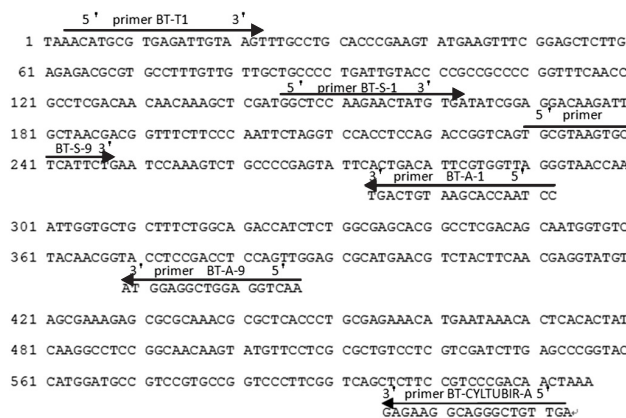 5' primer BT-T1 3'
1 TAAACATGCG TGAGATTGTA AGTTTGCCTG CACCCGAAGT ATGAAGTTTC GGAGCTCTTG
61 AGAGACGCGT GCCTTTGTTG TTGCTGCCCC TGATTGTACC CCGCCGCCCC GGTTTCAACC
5' primer BT-S-1 3'
121 GCCTCGACAA CAACAAAGCT CGATGGCTCC AAGAACTATG TGATATCGGA GGACAAGATT
5' primer
181 GCTAACGACG GTTTCTTCCC CAATTCTAGGT CCACCTCCAG ACCGGTCAGT GCGTAAGTGC
BT-S-9 3'
241 TCATTCTGAA TCCAAAGTCT GCCCCGAGTA TTCACTGACA TTCGTGGTTA GGGTAACCAA
3' primer BT-A-1 5'
TGACTGT AAGCACCAATC CC
301 ATTGGTGCTG CTTTCTGGCA GACCATCTCT GGCGAGCACG GCCTCGACAG CAATGGTGTC
361 TACAACGGTA CCTCCGACCT CCAGTTGGAG CGCATGAACG TCTACTTCAA CGAGGTATGT
3' primer BT-A-9 5'
AT GGAGGCTGGA GGTCAA
421 AGCGAAAGAG CGCGCAAACG CGCTCACCCT GCGAGAAACA TGAATAAACA CTCACACTAT
481 CAAGGCCTCC GGCAACAAGT ATGTTCCTCG CGCTGTCCTC GTCGATCTTG AGCCCGGTAC
561 CATGGATGCC GTCCGTGCCG GTCCCTTCGG TCAGCTCTTC CGTCCCGACA ACTAAA
3' primer BT-CYLTUBIR-A 5'
GAGAAG GCAGGGCTGT TGA